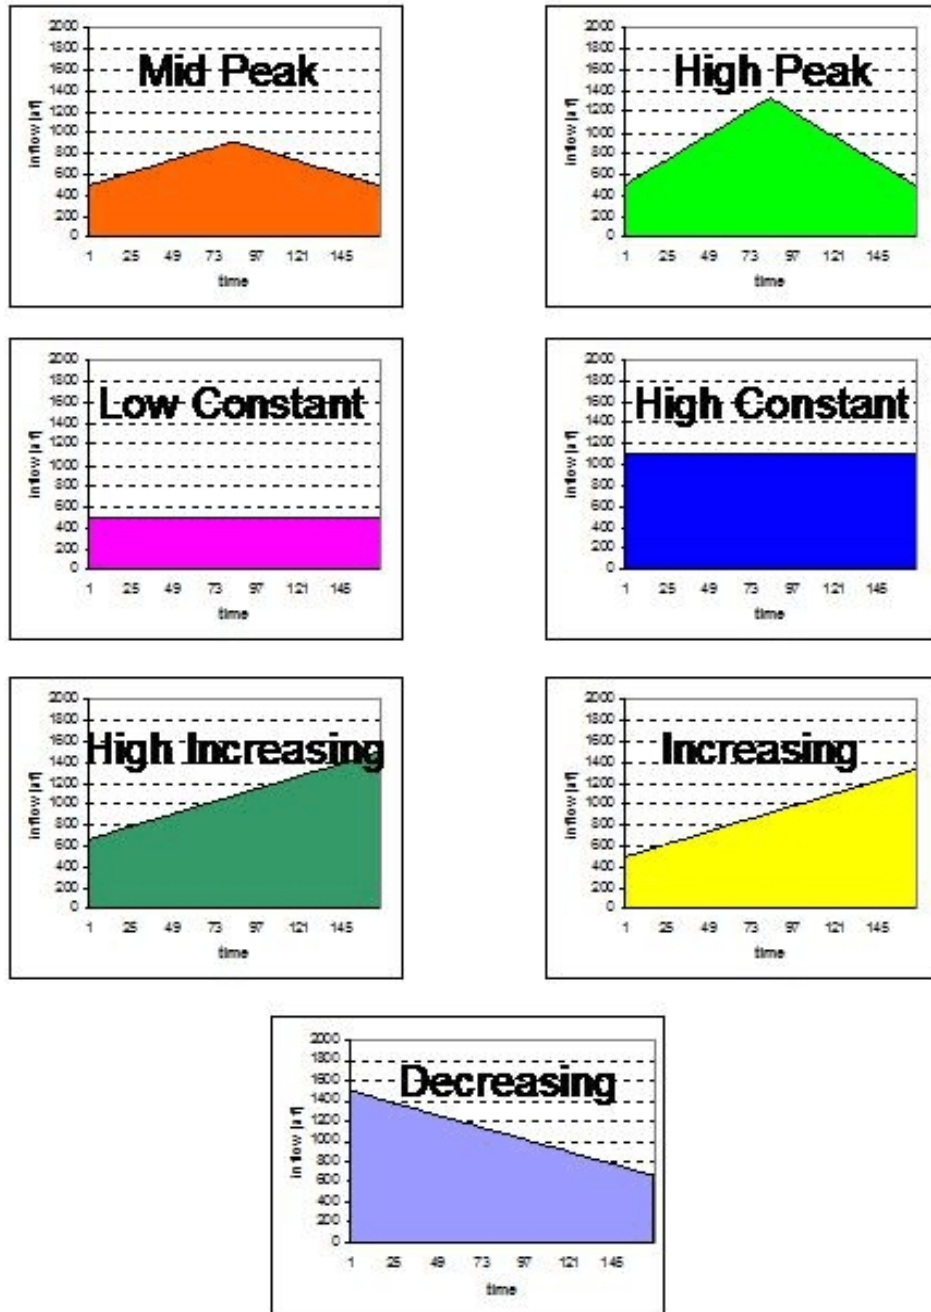 Mid Peak
2000
1800
1600
1400
1200
1000
800
600
400
200
0
inflow [af]
1 25 49 73 97 121 145
time
High Peak
2000
1800
1600
1400
1200
1000
800
600
400
200
0
inflow [af]
1 25 49 73 97 121 145
time
Low Constant
2000
1800
1600
1400
1200
1000
800
600
400
200
0
inflow [af]
1 25 49 73 97 121 145
time
High Constant
2000
1800
1600
1400
1200
1000
800
600
400
200
0
inflow [af]
1 25 49 73 97 121 145
time
High Increasing
2000
1800
1600
1400
1200
1000
800
600
400
200
0
inflow [af]
1 25 49 73 97 121 145
time
Increasing
2000
1800
1600
1400
1200
1000
800
600
400
200
0
inflow [af]
1 25 49 73 97 121 145
time
Decreasing
2000
1800
1600
1400
1200
1000
800
600
400
200
0
inflow [af]
1 25 49 73 97 121 145
time